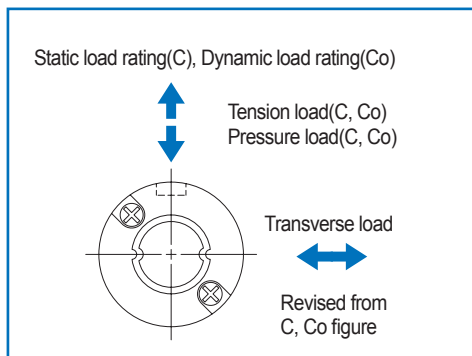 Static load rating(C), Dynamic load rating(Co)
Tension load(C, Co)
Pressure load(C, Co)
Transverse load
Revised from
C, Co figure